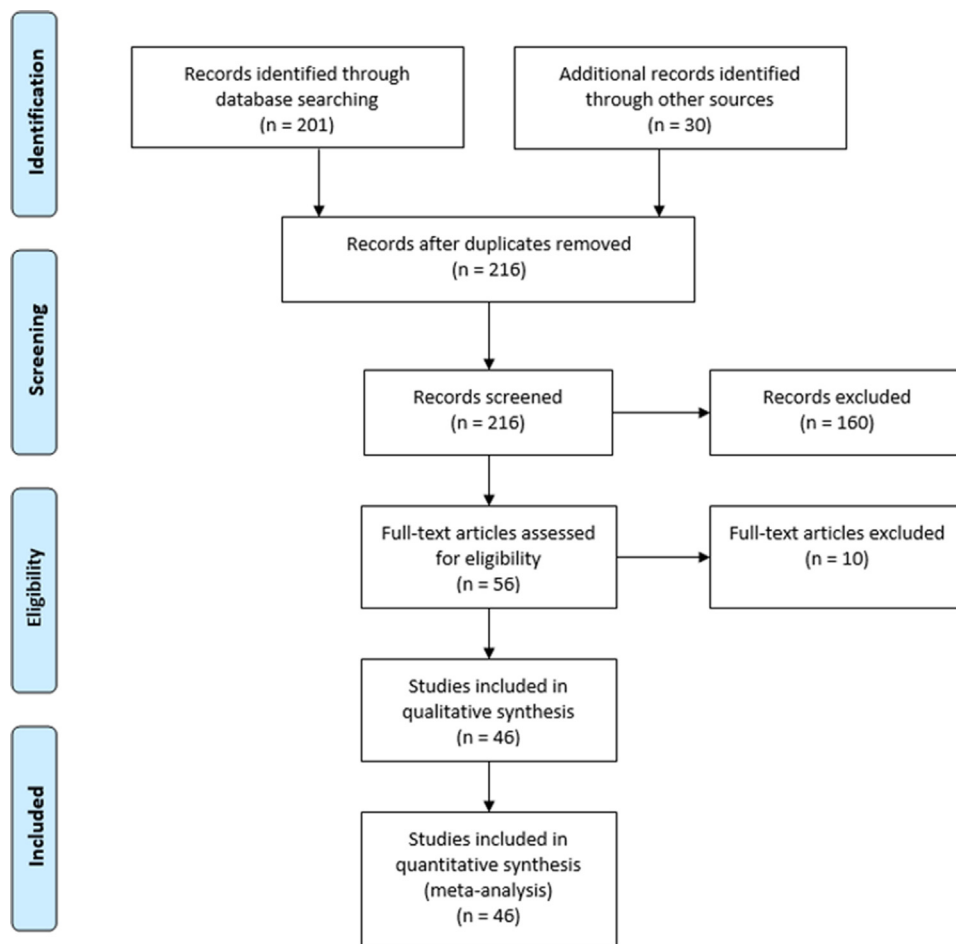 Identification
Records identified through
database searching
(n = 201)
Additional records identified
through other sources
(n = 30)
Records after duplicates removed
(n = 216)
Screening
Records screened
(n = 216)
Records excluded
(n = 160)
Eligibility
Full-text articles assessed
for eligibility
(n = 56)
Full-text articles excluded
(n = 10)
Studies included in
qualitative synthesis
(n = 46)
Included
Studies included in
quantitative synthesis
(meta-analysis)
(n = 46)